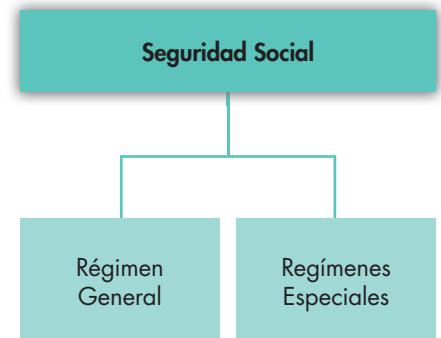 Seguridad Social
Régimen
General
Regímenes
Especiales